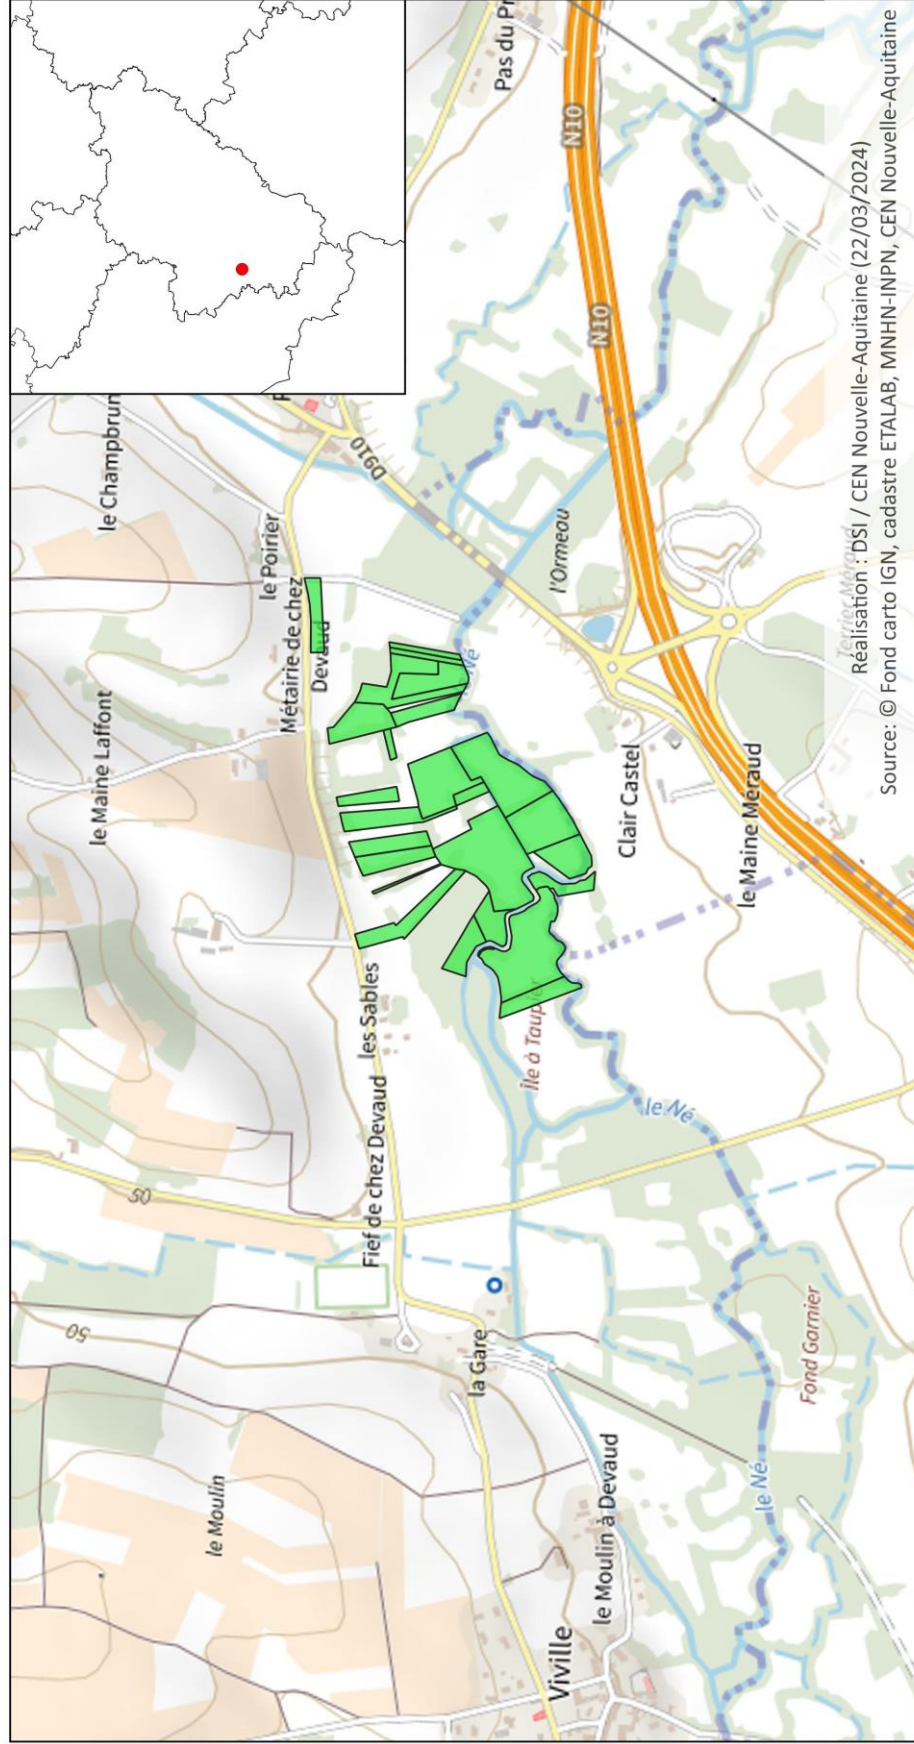 Pas du Pr
N10
N10
le Champbrun
D910
le Poirier
Métairie de chez
Devaud
le Maine Laffont
l'Ormeau
le Né
Clair Castel
le Maine Méraud
Terrier Méraud
les Sables
Île à Taupier
Fief de chez Devaud
le Né
50
50
la Gare
Fond Garnier
le Moulin
le Moulin à Devaud
le Né
Viville
Réalisation : DSI / CEN Nouvelle-Aquitaine (22/03/2024)
Source: © Fond carto IGN, cadastre ETALAB, MNHN-INPN, CEN Nouvelle-Aquitaine